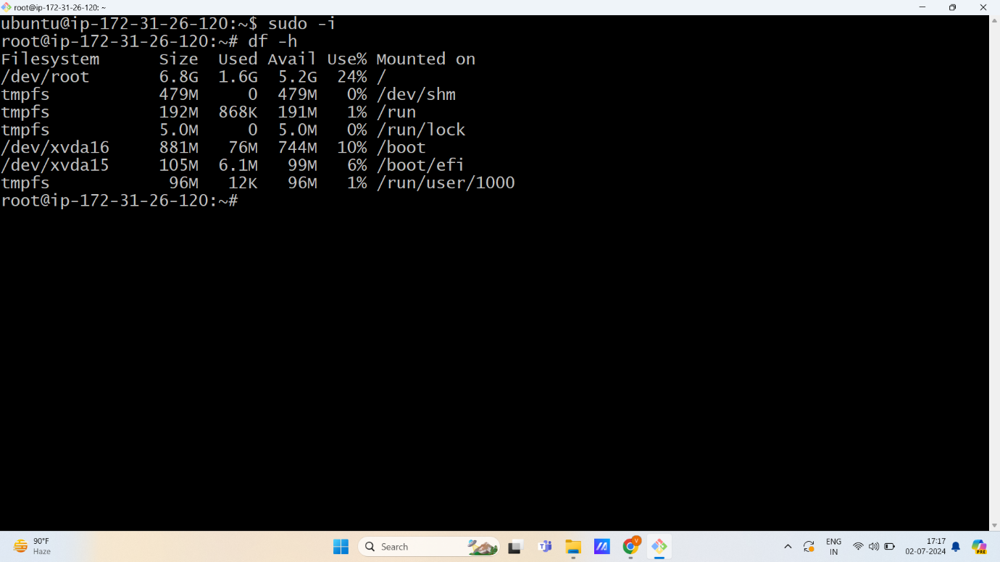 root@ip-172-31-26-120: ~
ubuntu@ip-172-31-26-120:~$ sudo -i
root@ip-172-31-26-120:~# df -h
Filesystem      Size  Used Avail Use% Mounted on
/dev/root       6.8G  1.6G  5.2G  24% /
tmpfs           479M     0  479M   0% /dev/shm
tmpfs           192M  868K  191M   1% /run
tmpfs           5.0M     0  5.0M   0% /run/lock
/dev/xvda16     881M   76M  744M  10% /boot
/dev/xvda15     105M  6.1M   99M   6% /boot/efi
tmpfs            96M   12K   96M   1% /run/user/1000
root@ip-172-31-26-120:~#
90°F
Haze
Search
V
ENG
IN
17:17
02-07-2024
PRE